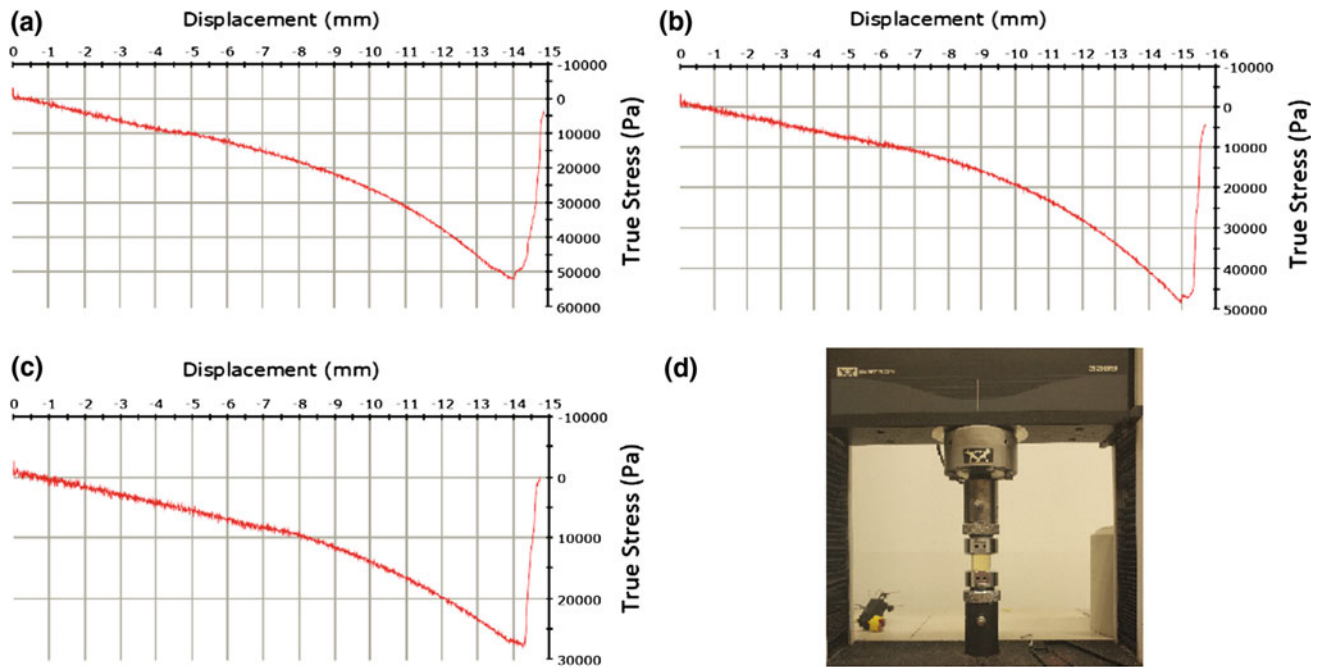 (a)
Displacement (mm)
0 -1 -2 -3 -4 -5 -6 -7 -8 -9 -10 -11 -12 -13 -14 -15
-10000
0
10000
20000
30000
40000
50000
60000
True Stress (Pa)
(b)
Displacement (mm)
0 -1 -2 -3 -4 -5 -6 -7 -8 -9 -10 -11 -12 -13 -14 -15 -16
-10000
0
10000
20000
30000
40000
50000
True Stress (Pa)
(c)
Displacement (mm)
0 -1 -2 -3 -4 -5 -6 -7 -8 -9 -10 -11 -12 -13 -14 -15
-10000
0
10000
20000
30000
True Stress (Pa)
(d)